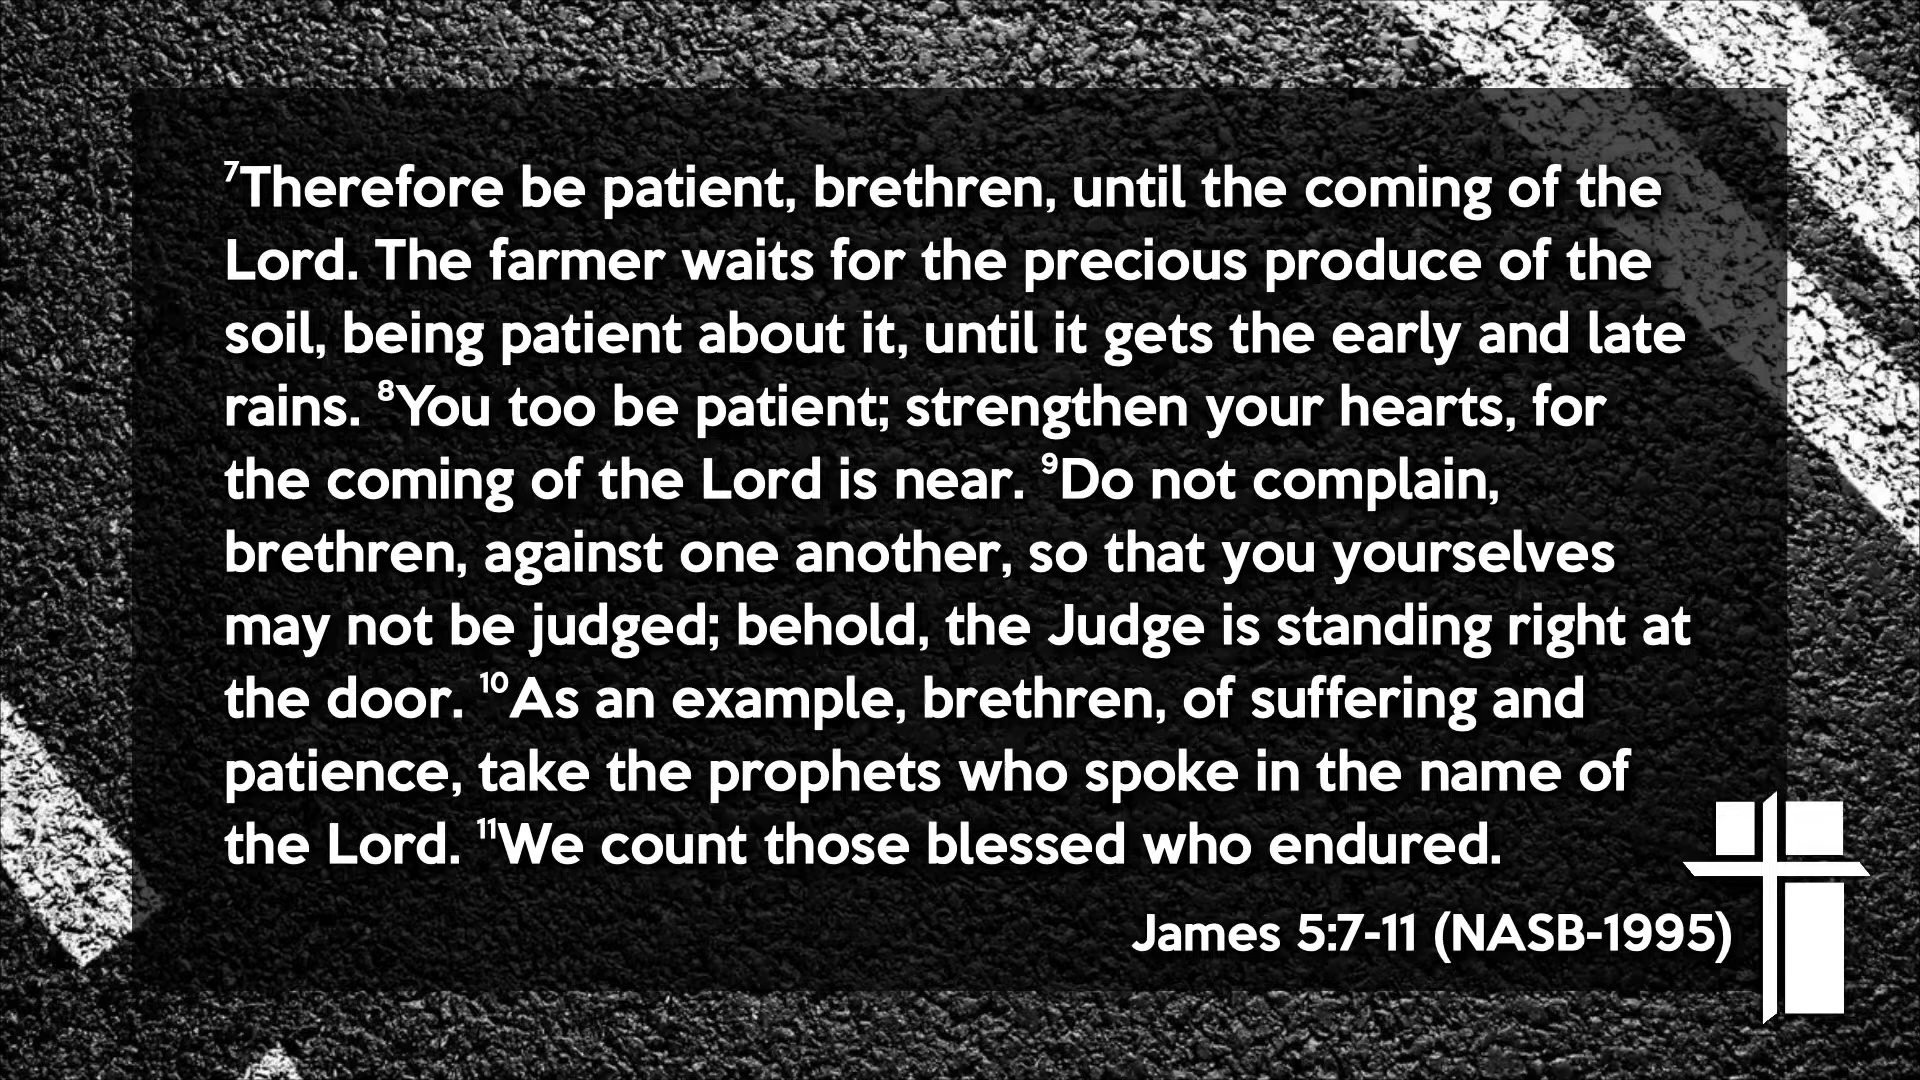 ⁷Therefore be patient, brethren, until the coming of the
Lord. The farmer waits for the precious produce of the
soil, being patient about it, until it gets the early and late
rains. ⁸You too be patient; strengthen your hearts, for
the coming of the Lord is near. ⁹Do not complain,
brethren, against one another, so that you yourselves
may not be judged; behold, the Judge is standing right at
the door. ¹⁰As an example, brethren, of suffering and
patience, take the prophets who spoke in the name of
the Lord. ¹¹We count those blessed who endured.
James 5:7-11 (NASB-1995)